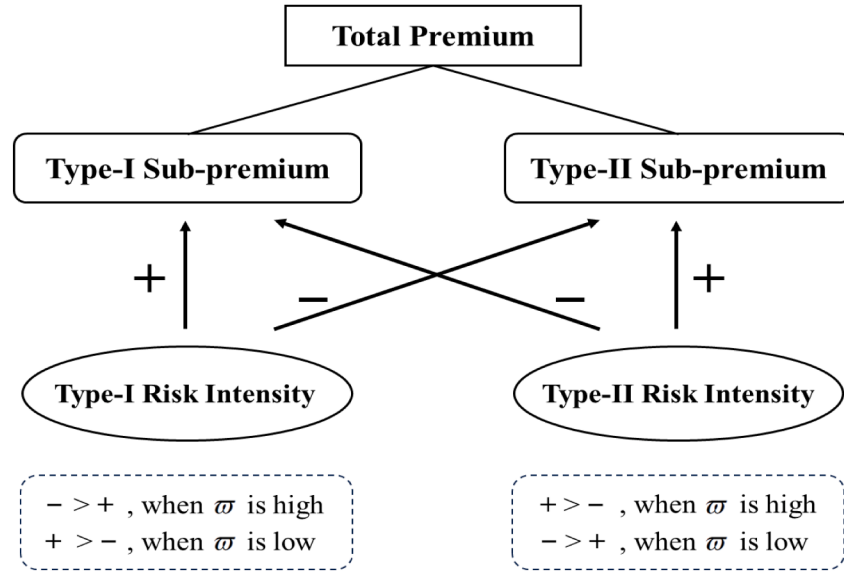 Total Premium
Type-I Sub-premium
Type-II Sub-premium
+
−
−
+
Type-I Risk Intensity
Type-II Risk Intensity
− > + , when ϖ is high
+ > − , when ϖ is low
+ > − , when ϖ is high
− > + , when ϖ is low